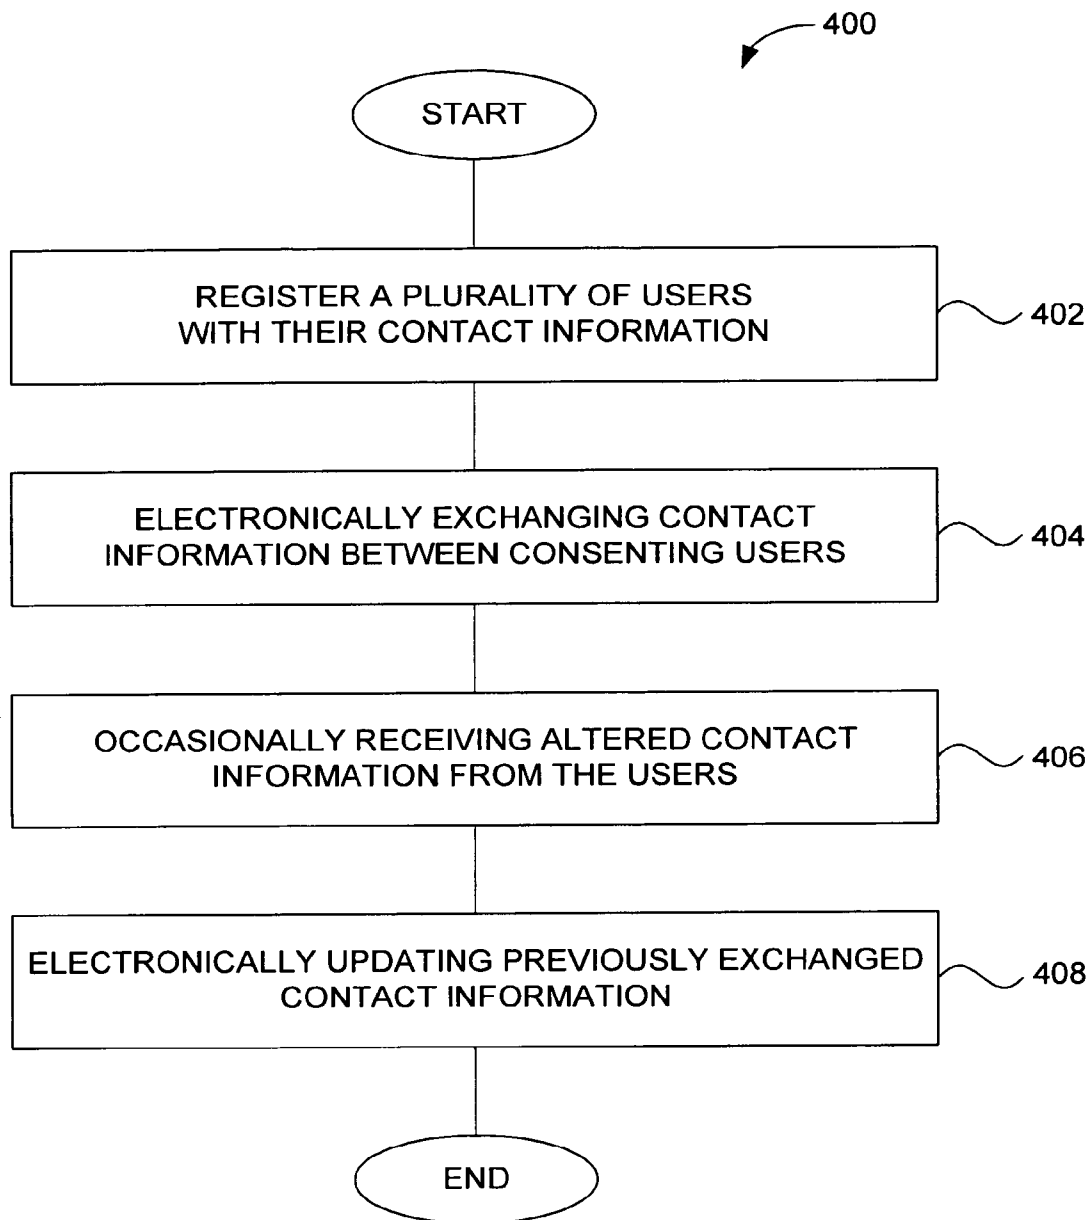 400
START
REGISTER A PLURALITY OF USERS
WITH THEIR CONTACT INFORMATION
402
ELECTRONICALLY EXCHANGING CONTACT
INFORMATION BETWEEN CONSENTING USERS
404
OCCASIONALLY RECEIVING ALTERED CONTACT
INFORMATION FROM THE USERS
406
ELECTRONICALLY UPDATING PREVIOUSLY EXCHANGED
CONTACT INFORMATION
408
END